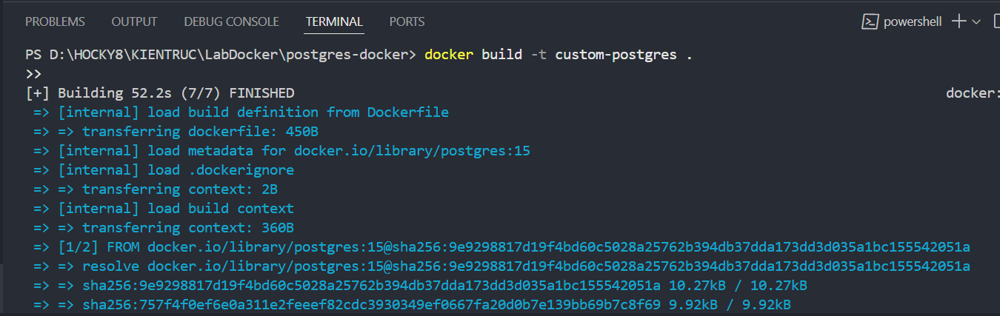 PROBLEMS OUTPUT DEBUG CONSOLE TERMINAL PORTS powershell
PS D:\HOCKY8\KIENTRUC\LabDocker\postgres-docker> docker build -t custom-postgres .
>>
[+] Building 52.2s (7/7) FINISHED docker:
=> [internal] load build definition from Dockerfile
=> => transferring dockerfile: 450B
=> [internal] load metadata for docker.io/library/postgres:15
=> [internal] load .dockerignore
=> => transferring context: 2B
=> [internal] load build context
=> => transferring context: 360B
=> [1/2] FROM docker.io/library/postgres:15@sha256:9e9298817d19f4bd60c5028a25762b394db37dda173dd3d035a1bc155542051a
=> => resolve docker.io/library/postgres:15@sha256:9e9298817d19f4bd60c5028a25762b394db37dda173dd3d035a1bc155542051a
=> => sha256:9e9298817d19f4bd60c5028a25762b394db37dda173dd3d035a1bc155542051a 10.27kB / 10.27kB
=> => sha256:757f4f0ef6e0a311e2feeef82cdc3930349ef0667fa20d0b7e139bb69b7c8f69 9.92kB / 9.92kB